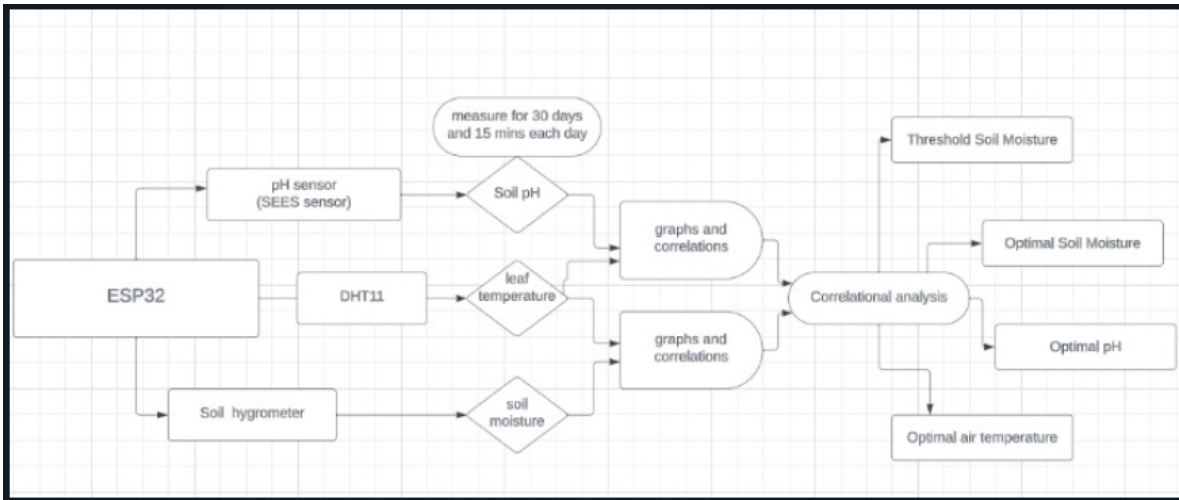 measure for 30 days
and 15 mins each day
Threshold Soil Moisture
pH sensor
(SEES sensor)
Soil pH
graphs and
correlations
Optimal Soil Moisture
ESP32
DHT11
leaf
temperature
Correlational analysis
graphs and
correlations
Optimal pH
Soil hygrometer
soil
moisture
Optimal air temperature